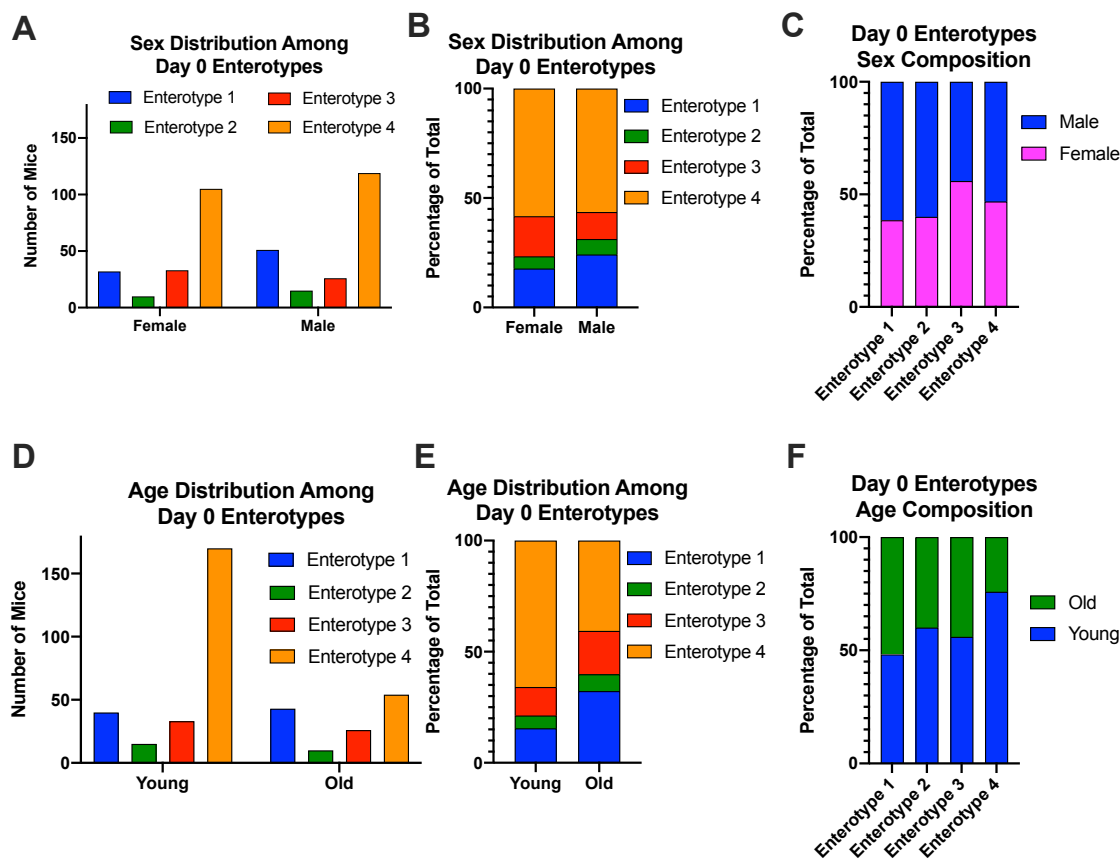 A
Sex Distribution Among
Day 0 Enterotypes
Enterotype 1
Enterotype 3
Enterotype 2
Enterotype 4
Number of Mice
150
100
50
0
Female
Male
B
Sex Distribution Among
Day 0 Enterotypes
Percentage of Total
100
50
0
Female
Male
Enterotype 1
Enterotype 2
Enterotype 3
Enterotype 4
C
Day 0 Enterotypes
Sex Composition
Percentage of Total
100
50
0
Enterotype 1
Enterotype 2
Enterotype 3
Enterotype 4
Male
Female
D
Age Distribution Among
Day 0 Enterotypes
Number of Mice
150
100
50
0
Young
Old
Enterotype 1
Enterotype 2
Enterotype 3
Enterotype 4
E
Age Distribution Among
Day 0 Enterotypes
Percentage of Total
100
50
0
Young
Old
Enterotype 1
Enterotype 2
Enterotype 3
Enterotype 4
F
Day 0 Enterotypes
Age Composition
Percentage of Total
100
50
0
Enterotype 1
Enterotype 2
Enterotype 3
Enterotype 4
Old
Young